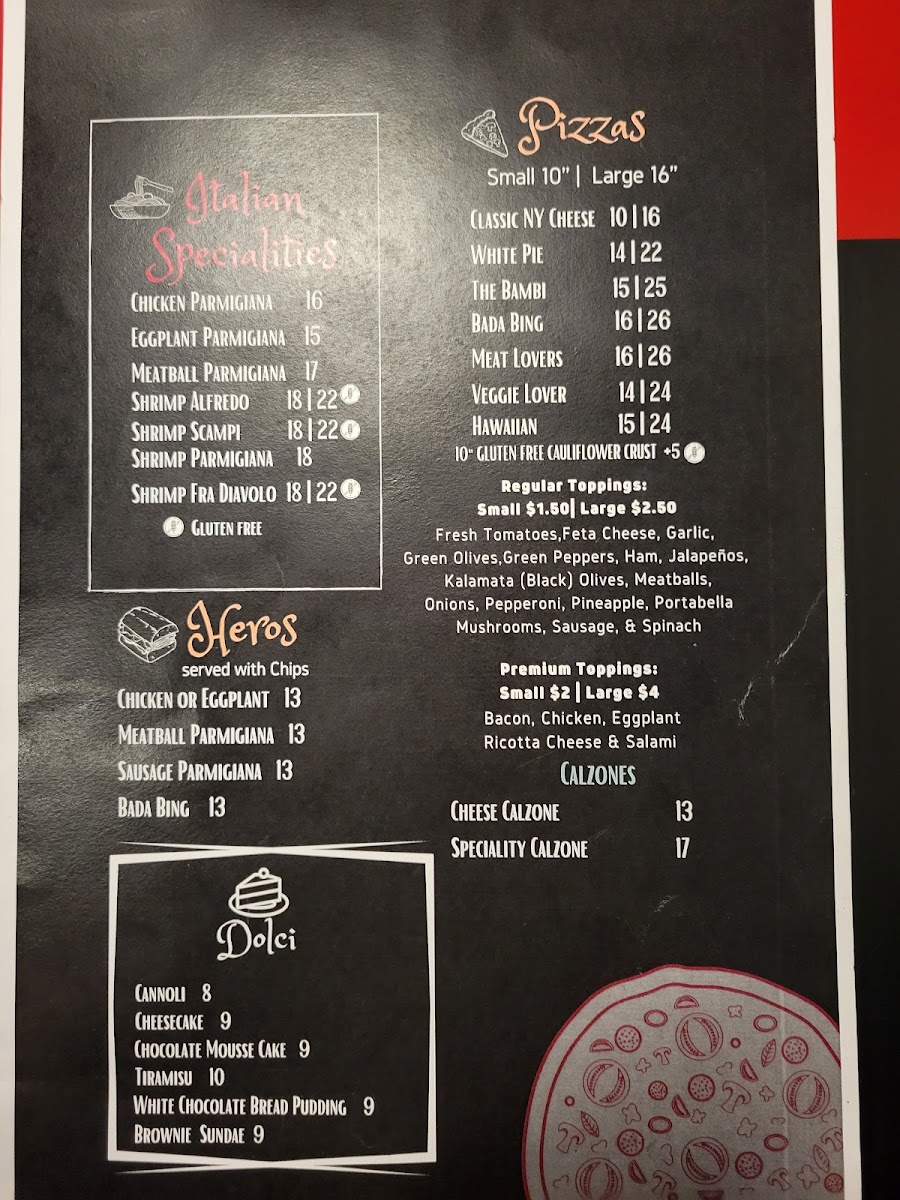 Italian
Specialities
Chicken Parmigiana 16
Eggplant Parmigiana 15
Meatball Parmigiana 17
Shrimp Alfredo 18|22
Shrimp Scampi 18|22
Shrimp Parmigiana 18
Shrimp Fra Diavolo 18|22
Gluten free
Heros
served with Chips
Chicken or Eggplant 13
Meatball Parmigiana 13
Sausage Parmigiana 13
Bada Bing 13
Dolci
Cannoli 8
Cheesecake 9
Chocolate Mousse Cake 9
Tiramisu 10
White Chocolate Bread Pudding 9
Brownie Sundae 9
Pizzas
Small 10" | Large 16"
Classic NY Cheese 10|16
White Pie 14|22
The Bambi 15|25
Bada Bing 16|26
Meat Lovers 16|26
Veggie Lover 14|24
Hawaiian 15|24
10" Gluten Free Cauliflower Crust +5
Regular Toppings:
Small $1.50| Large $2.50
Fresh Tomatoes,Feta Cheese, Garlic,
Green Olives,Green Peppers, Ham, Jalapeños,
Kalamata (Black) Olives, Meatballs,
Onions, Pepperoni, Pineapple, Portabella
Mushrooms, Sausage, & Spinach
Premium Toppings:
Small $2 | Large $4
Bacon, Chicken, Eggplant
Ricotta Cheese & Salami
Calzones
Cheese Calzone 13
Speciality Calzone 17